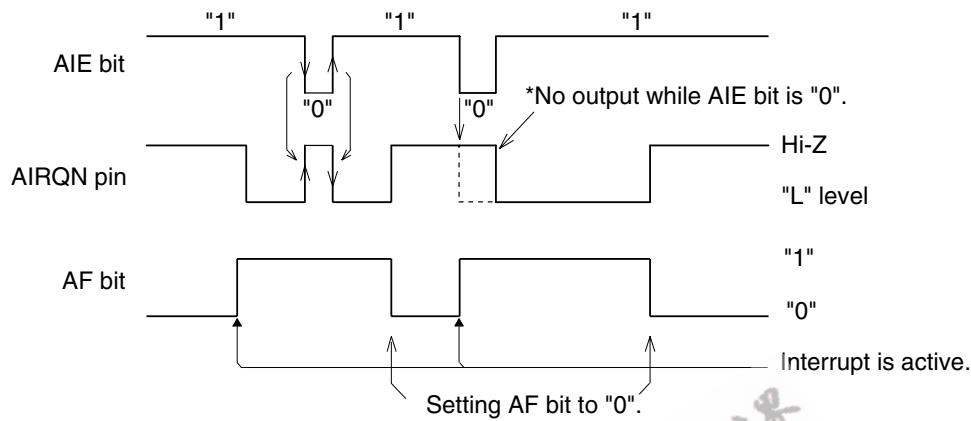 "1" "1" "1"
AIE bit
"0" "0" *No output while AIE bit is "0".
Hi-Z
AIRQN pin
"L" level
"1"
AF bit
"0"
Interrupt is active.
Setting AF bit to "0".